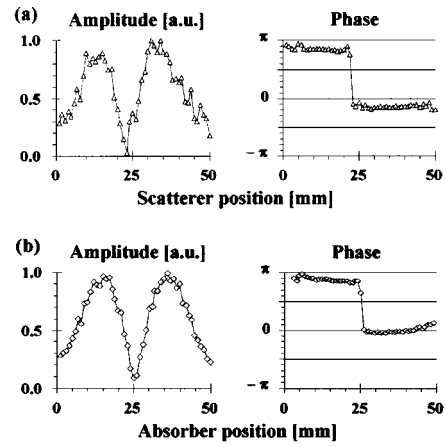 (a)
Amplitude [a.u.]
Phase
1.0
0.5
0.0
0
25
50
π
0
-π
0
25
50
Scatterer position [mm]
(b)
Amplitude [a.u.]
Phase
1.0
0.5
0.0
0
25
50
π
0
-π
0
25
50
Absorber position [mm]